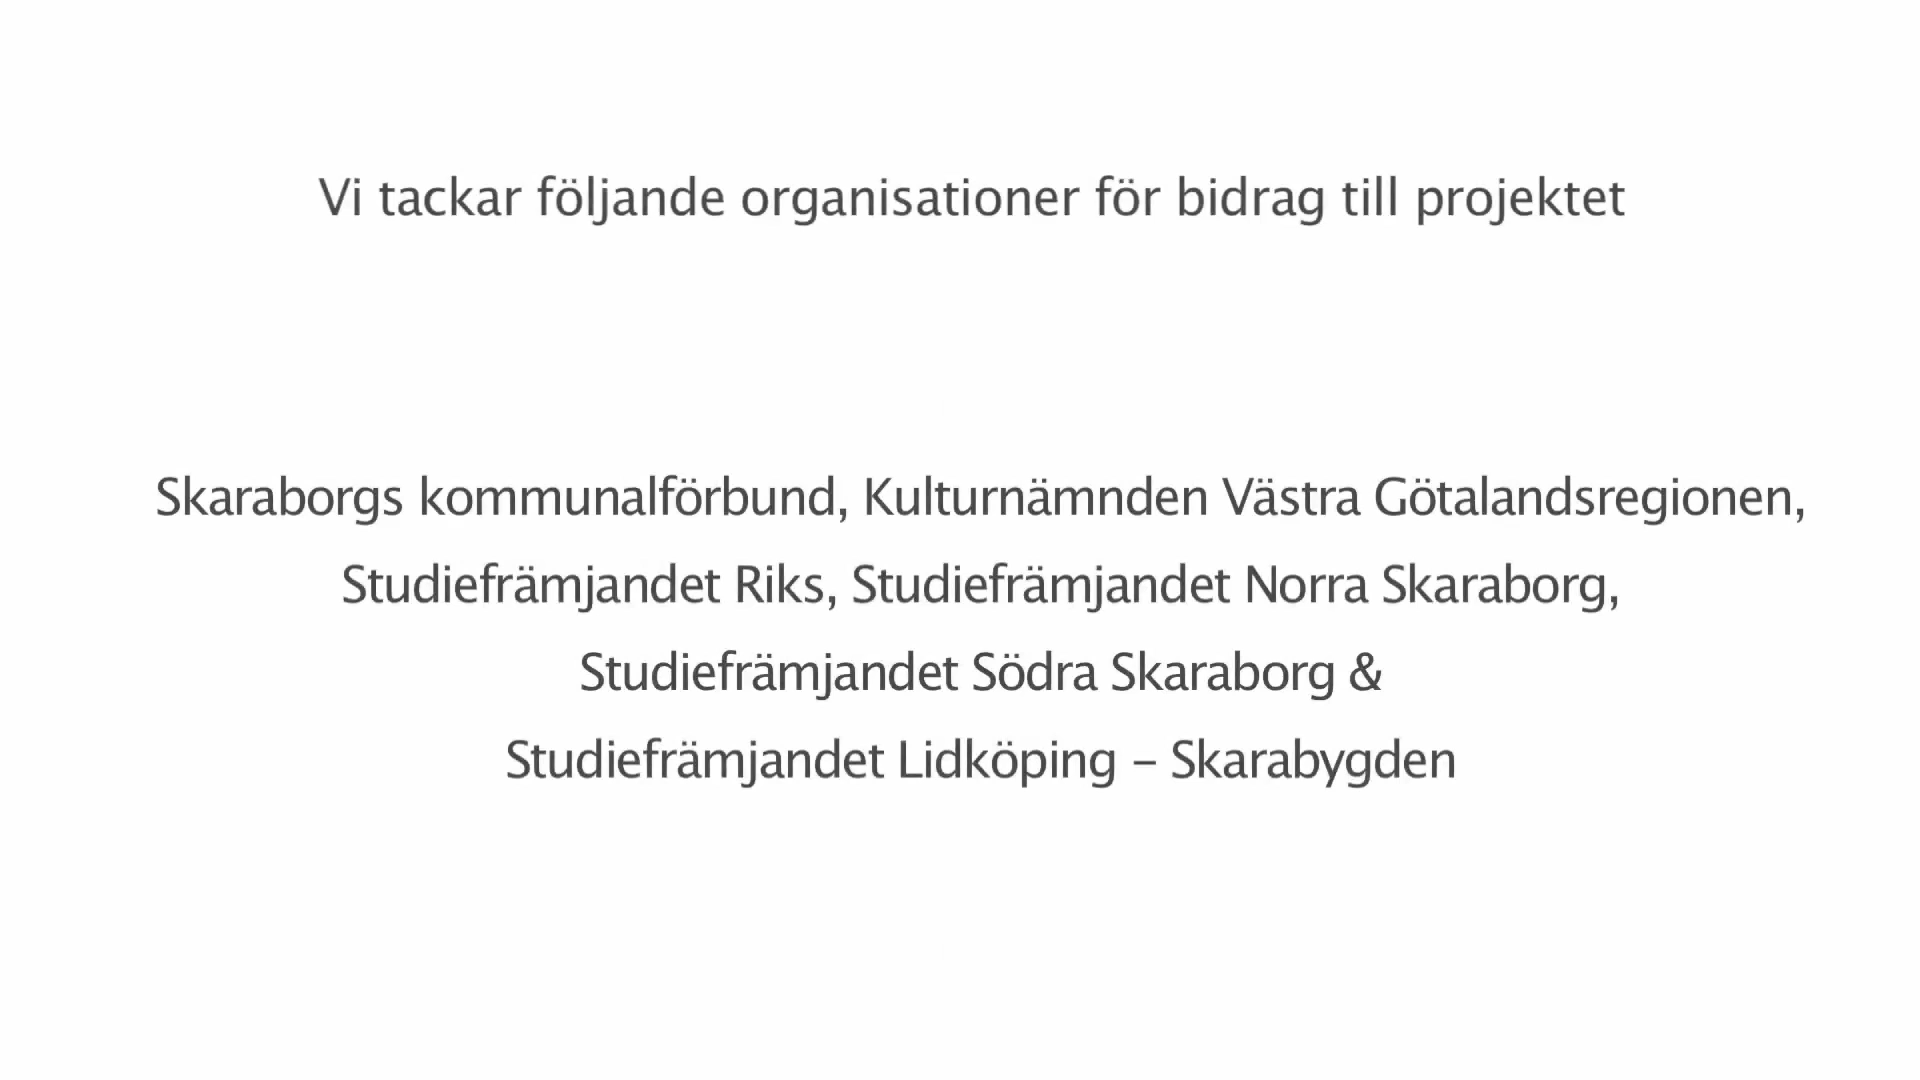 Vi tackar följande organisationer för bidrag till projektet
Skaraborgs kommunalförbund, Kulturnämnden Västra Götalandsregionen,
Studiefrämjandet Riks, Studiefrämjandet Norra Skaraborg,
Studiefrämjandet Södra Skaraborg &
Studiefrämjandet Lidköping – Skarabygden